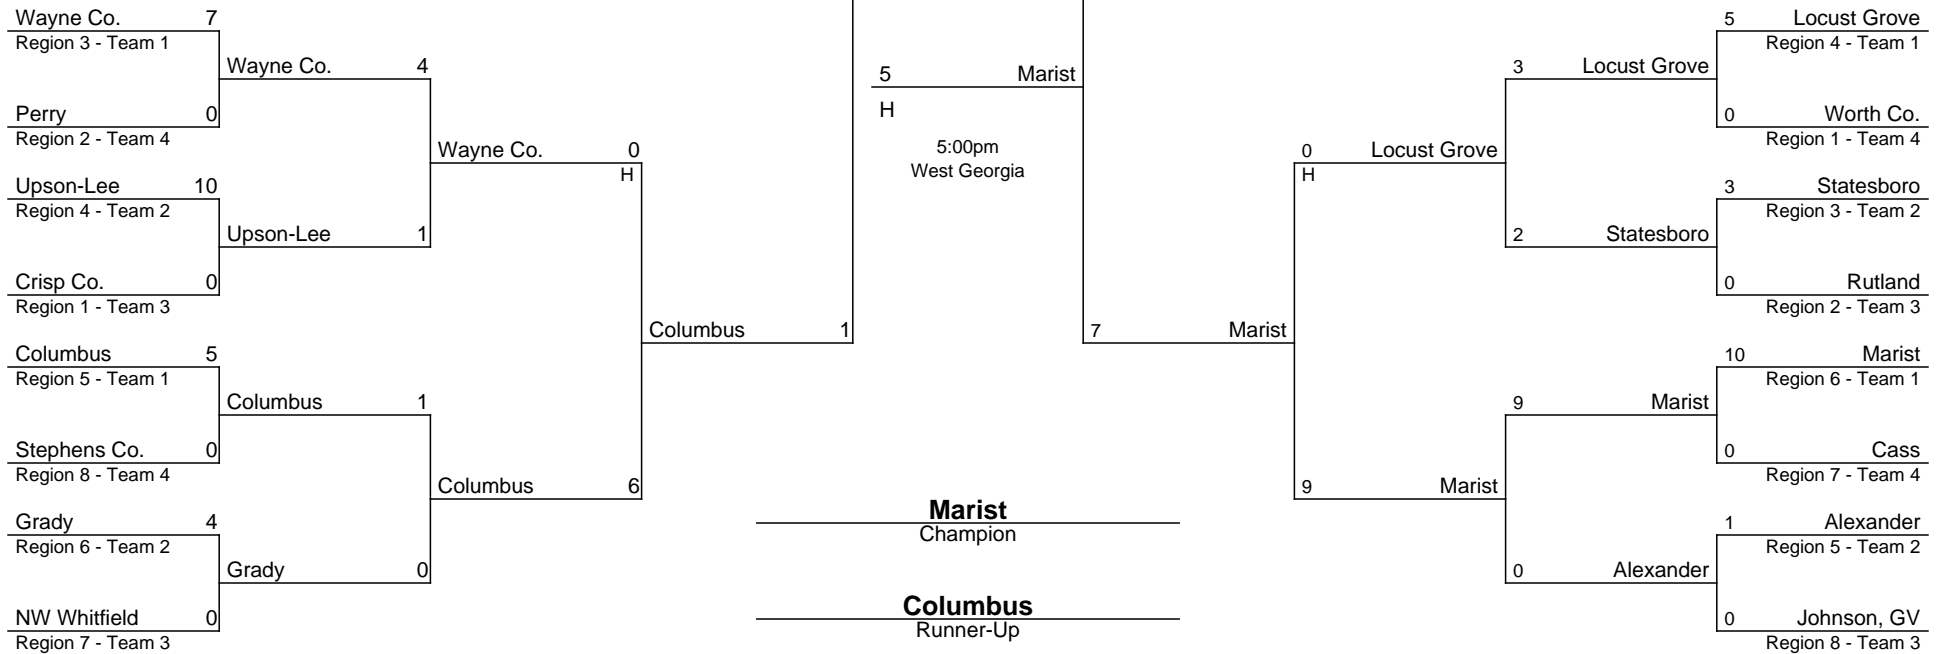 Wayne Co. 7
Region 3 - Team 1
Wayne Co. 4
Perry 0
Region 2 - Team 4
Wayne Co. 0
H
Upson-Lee 10
Region 4 - Team 2
Upson-Lee 1
Crisp Co. 0
Region 1 - Team 3
Columbus 1
Columbus 5
Region 5 - Team 1
Columbus 1
Stephens Co. 0
Region 8 - Team 4
Columbus 6
Grady 4
Region 6 - Team 2
Grady 0
NW Whitfield 0
Region 7 - Team 3
5 Marist
H
5:00pm
West Georgia
Marist
Champion
Columbus
Runner-Up
5 Locust Grove
Region 4 - Team 1
3 Locust Grove
0 Worth Co.
Region 1 - Team 4
0 Locust Grove
H
3 Statesboro
Region 3 - Team 2
2 Statesboro
0 Rutland
Region 2 - Team 3
7 Marist
10 Marist
Region 6 - Team 1
9 Marist
0 Cass
Region 7 - Team 4
9 Marist
1 Alexander
Region 5 - Team 2
0 Alexander
0 Johnson, GV
Region 8 - Team 3